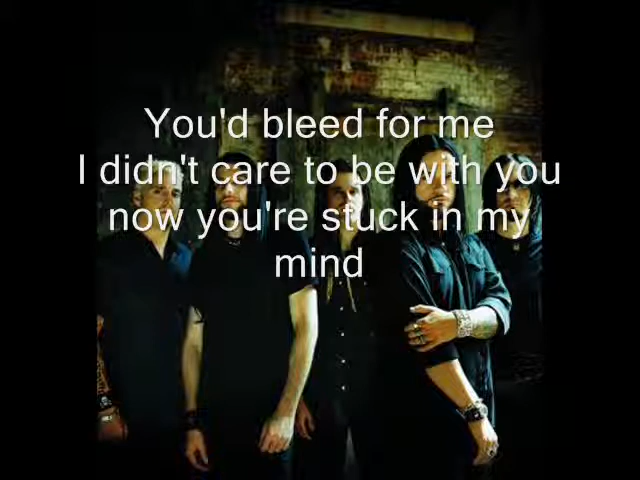 You'd bleed for me
I didn't care to be with you
now you're stuck in my
mind